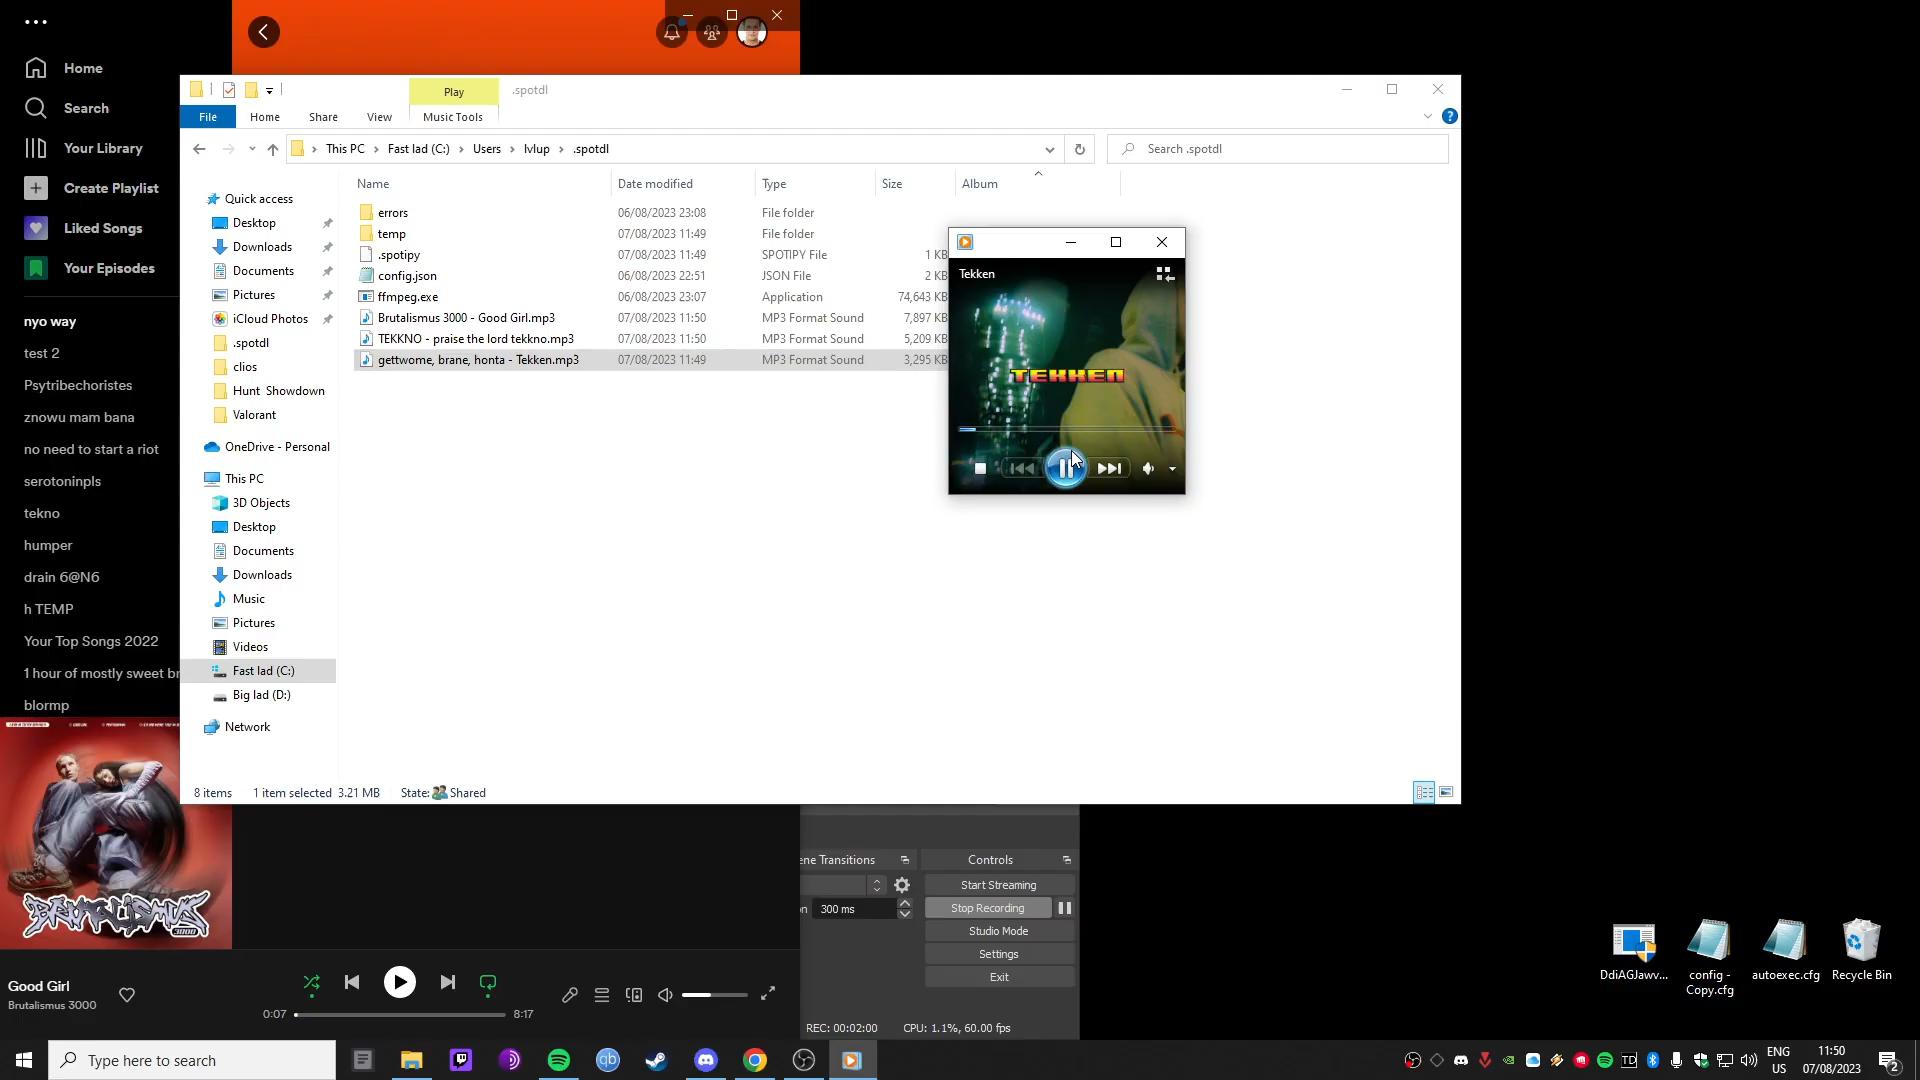 Home
Search
Your Library
Create Playlist
Liked Songs
Your Episodes
nyo way
test 2
Psytribechoristes
znowu mam bana
no need to start a riot
serotoninpls
tekno
humper
drain 6@N6
h TEMP
Your Top Songs 2022
1 hour of mostly sweet br
blormp
Play
.spotdl
File
Home
Share
View
Music Tools
This PC
Fast lad (C:)
Users
lvlup
.spotdl
Search .spotdl
Name
Date modified
Type
Size
Album
errors 06/08/2023 23:08 File folder
temp 07/08/2023 11:49 File folder
.spotipy 07/08/2023 11:49 SPOTIPY File 1 KB
config.json 06/08/2023 22:51 JSON File 2 KB
ffmpeg.exe 06/08/2023 23:07 Application 74,643 KB
Brutalismus 3000 - Good Girl.mp3 07/08/2023 11:50 MP3 Format Sound 7,897 KB
TEKKNO - praise the lord tekkno.mp3 07/08/2023 11:50 MP3 Format Sound 5,209 KB
gettwome, brane, honta - Tekken.mp3 07/08/2023 11:49 MP3 Format Sound 3,295 KB
Quick access
Desktop
Downloads
Documents
Pictures
iCloud Photos
.spotdl
clios
Hunt Showdown
Valorant
OneDrive - Personal
This PC
3D Objects
Desktop
Documents
Downloads
Music
Pictures
Videos
Fast lad (C:)
Big lad (D:)
Network
8 items
1 item selected 3.21 MB
State: Shared
Tekken
TEKKEN
BRUTALISMUS
3000
Good Girl
Brutalismus 3000
0:07
8:17
ene Transitions
Controls
Start Streaming
on 300 ms
Stop Recording
Studio Mode
Settings
Exit
REC: 00:02:00
CPU: 1.1%, 60.00 fps
DdiAGJawv...
config -
Copy.cfg
autoexec.cfg
Recycle Bin
Type here to search
TD
ENG
US
11:50
07/08/2023
2